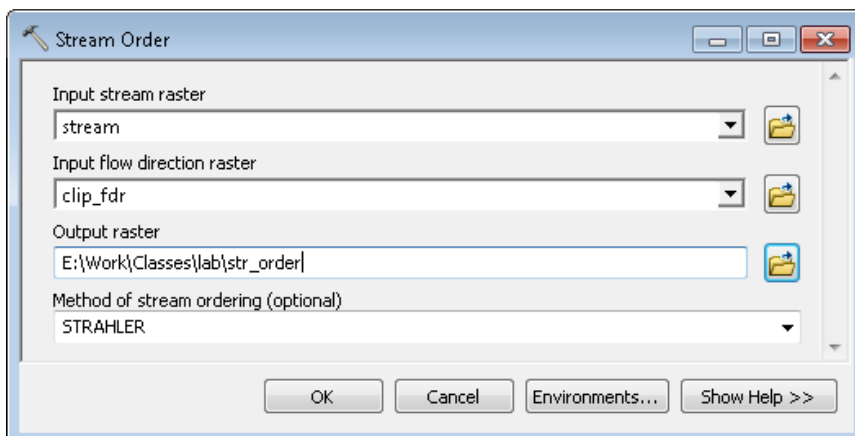 Stream Order
Input stream raster
stream
Input flow direction raster
clip_fdr
Output raster
E:\Work\Classes\lab\str_order
Method of stream ordering (optional)
STRAHLER
OK Cancel Environments... Show Help >>